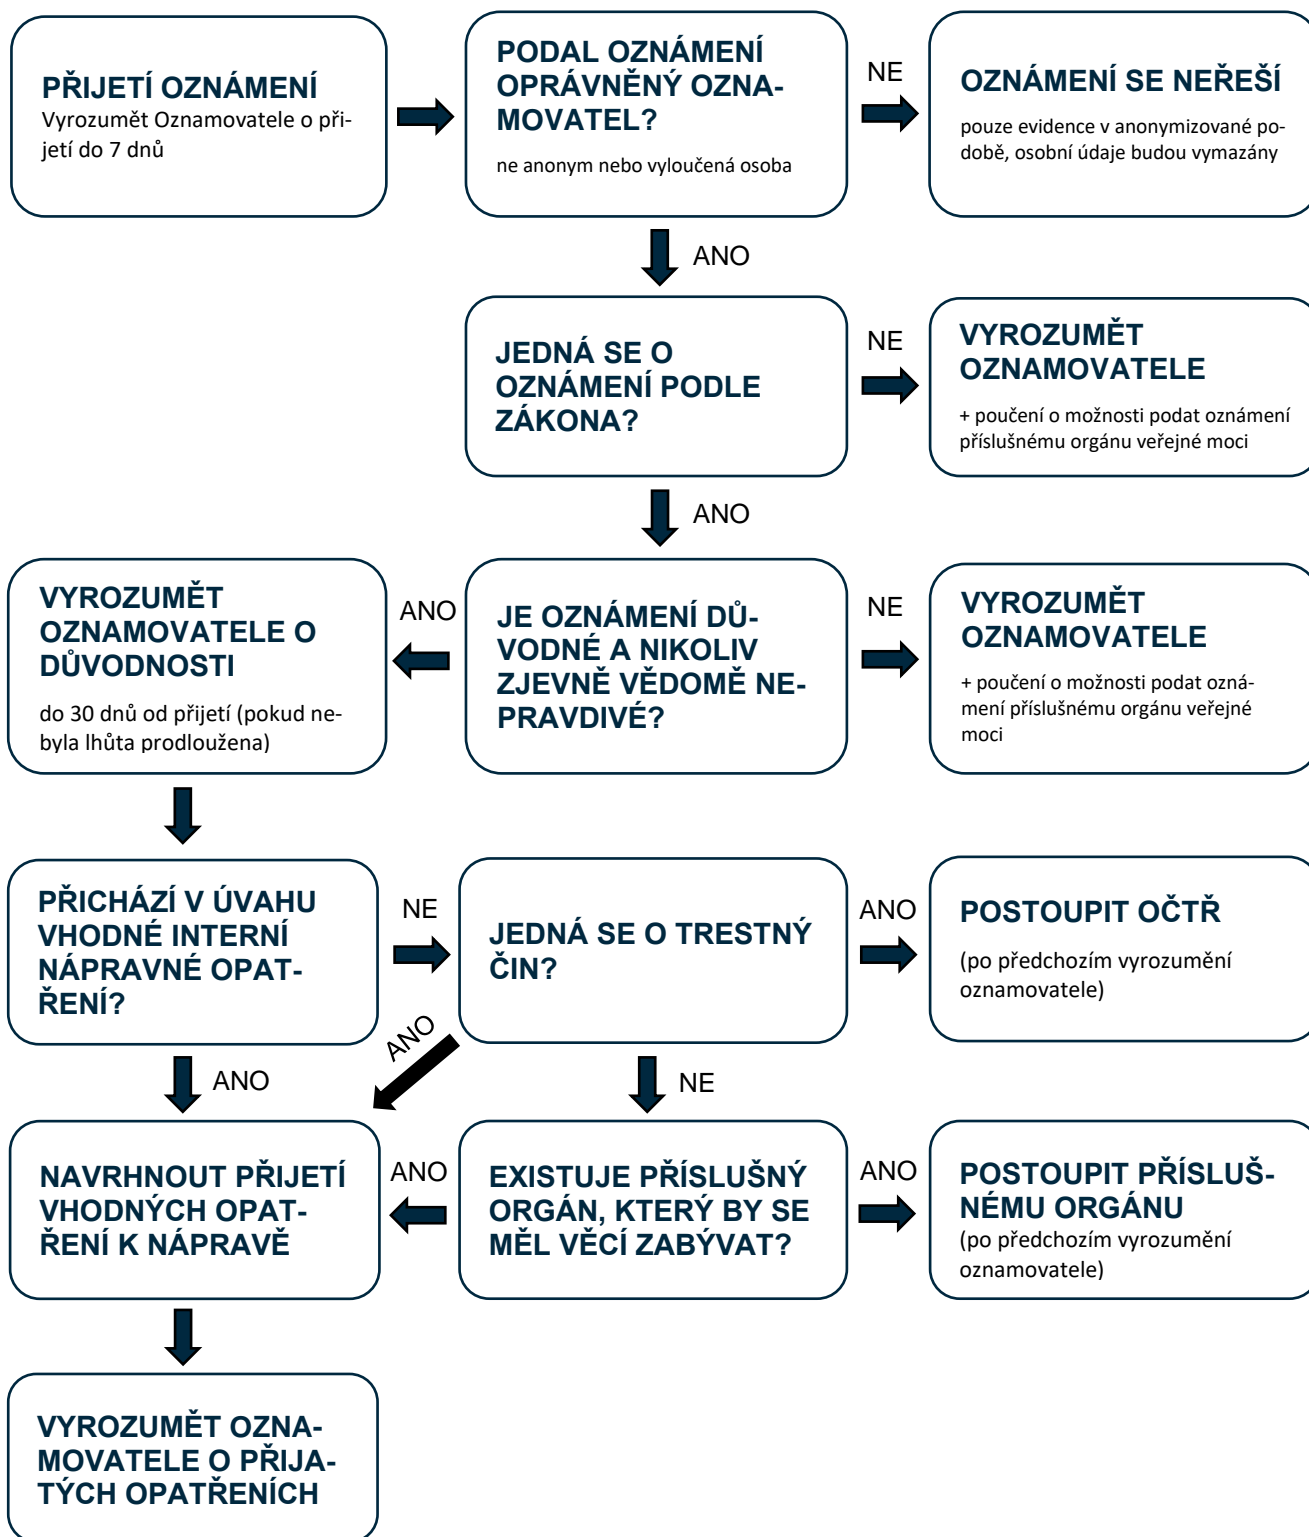 PŘIJETÍ OZNÁMENÍ
Vyrozumět Oznamovatele o při-
jetí do 7 dnů
PODAL OZNÁMENÍ
OPRÁVNĚNÝ OZNA-
MOVATEL?
ne anonym nebo vyloučená osoba
NE
OZNÁMENÍ SE NEŘEŠÍ
pouze evidence v anonymizované po-
době, osobní údaje budou vymazány
ANO
JEDNÁ SE O
OZNÁMENÍ PODLE
ZÁKONA?
NE
VYROZUMĚT
OZNAMOVATELE
+ poučení o možnosti podat oznámení
příslušnému orgánu veřejné moci
ANO
VYROZUMĚT
OZNAMOVATELE O
DŮVODNOSTI
do 30 dnů od přijetí (pokud ne-
byla lhůta prodloužena)
ANO
JE OZNÁMENÍ DŮ-
VODNÉ A NIKOLIV
ZJEVNĚ VĚDOMĚ NE-
PRAVDIVÉ?
NE
VYROZUMĚT
OZNAMOVATELE
+ poučení o možnosti podat ozná-
mení příslušnému orgánu veřejné
moci
PŘICHÁZÍ V ÚVAHU
VHODNÉ INTERNÍ
NÁPRAVNÉ OPAT-
ŘENÍ?
NE
JEDNÁ SE O TRESTNÝ
ČIN?
ANO
POSTOUPIT OČTŘ
(po předchozím vyrozumění
oznamovatele)
ANO
ANO
NE
NAVRHNOUT PŘIJETÍ
VHODNÝCH OPAT-
ŘENÍ K NÁPRAVĚ
ANO
EXISTUJE PŘÍSLUŠNÝ
ORGÁN, KTERÝ BY SE
MĚL VĚCÍ ZABÝVAT?
ANO
POSTOUPIT PŘÍSLUŠ-
NÉMU ORGÁNU
(po předchozím vyrozumění
oznamovatele)
VYROZUMĚT OZNA-
MOVATELE O PŘIJA-
TÝCH OPATŘENÍCH